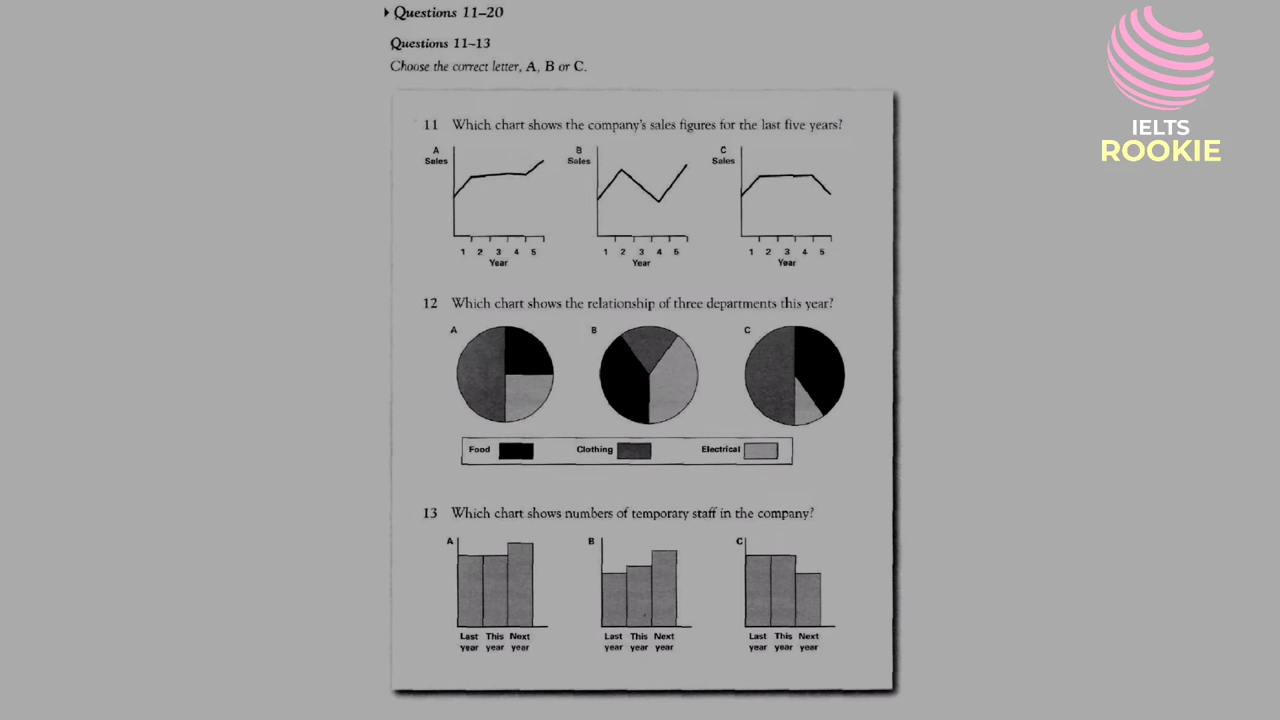 Questions 11–20
Questions 11–13
Choose the correct letter, A, B or C.
IELTS
ROOKIE
11 Which chart shows the company's sales figures for the last five years?
A
Sales
1 2 3 4 5
Year
B
Sales
1 2 3 4 5
Year
C
Sales
1 2 3 4 5
Year
12 Which chart shows the relationship of three departments this year?
A B C
Food Clothing Electrical
13 Which chart shows numbers of temporary staff in the company?
A
Last This Next
year year year
B
Last This Next
year year year
C
Last This Next
year year year